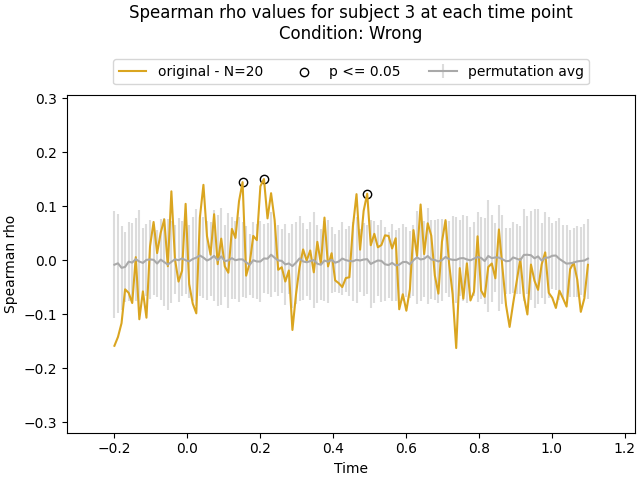 Spearman rho values for subject 3 at each time point
Condition: Wrong
original - N=20 p <= 0.05 permutation avg
0.3
0.2
0.1
0.0
−0.1
−0.2
−0.3
Spearman rho
−0.2 0.0 0.2 0.4 0.6 0.8 1.0 1.2
Time